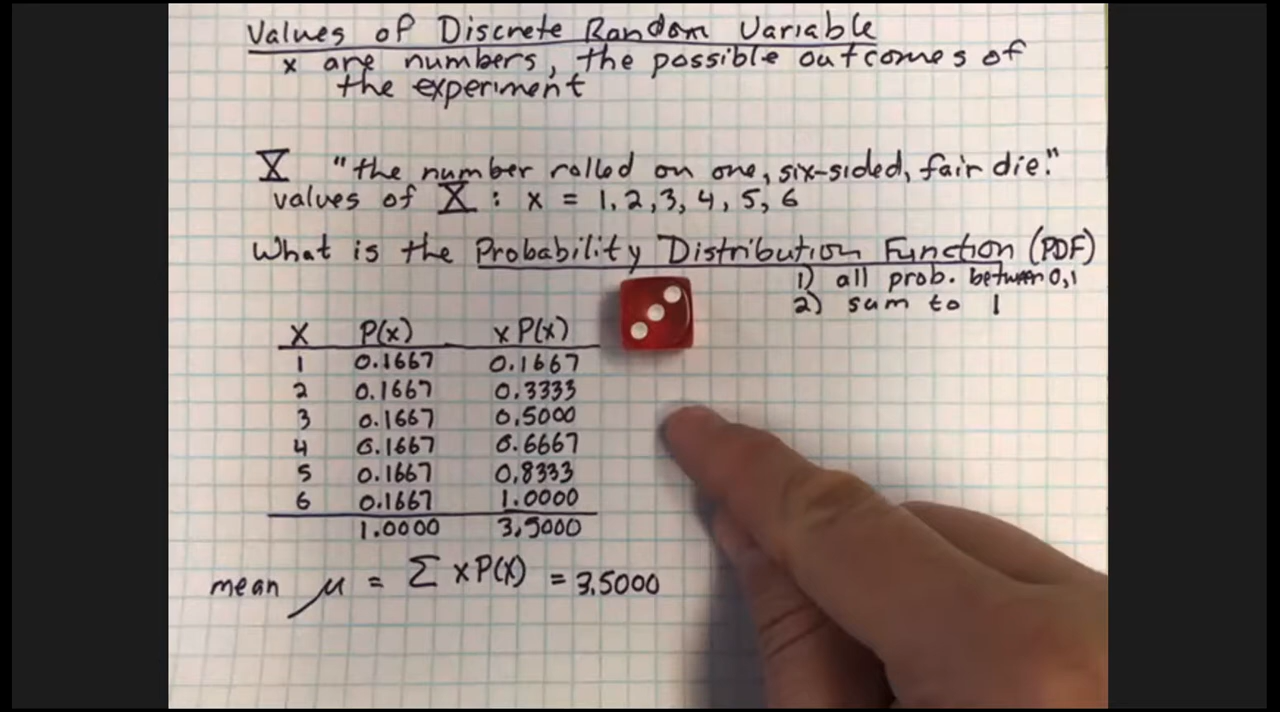 Values of Discrete Random Variable
x are numbers, the possible outcomes of
the experiment
X "the number rolled on one, six-sided, fair die."
values of X : x = 1, 2, 3, 4, 5, 6
What is the Probability Distribution Function (PDF)
1) all prob. between 0,1
2) sum to 1
X P(x) x P(x)
1 0.1667 0.1667
2 0.1667 0.3333
3 0.1667 0.5000
4 0.1667 0.6667
5 0.1667 0.8333
6 0.1667 1.0000
1.0000 3.5000
mean μ = Σ x P(x) = 3.5000